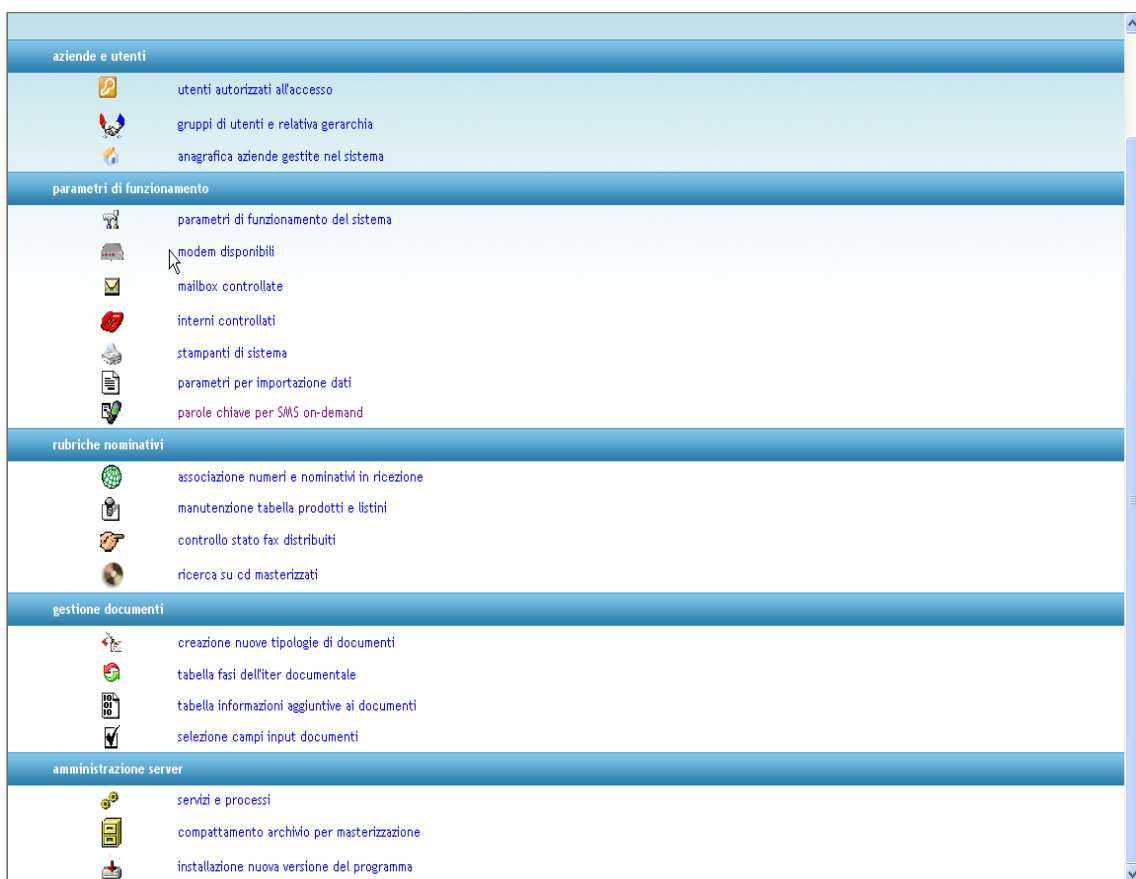 aziende e utenti
utenti autorizzati all'accesso
gruppi di utenti e relativa gerarchia
anagrafica aziende gestite nel sistema
parametri di funzionamento
parametri di funzionamento del sistema
modem disponibili
mailbox controllate
interni controllati
stampanti di sistema
parametri per importazione dati
parole chiave per SMS on-demand
rubriche nominativi
associazione numeri e nominativi in ricezione
manutenzione tabella prodotti e listini
controllo stato fax distribuiti
ricerca su cd masterizzati
gestione documenti
creazione nuove tipologie di documenti
tabella fasi dell'iter documentale
tabella informazioni aggiuntive ai documenti
selezione campi input documenti
amministrazione server
servizi e processi
compattamento archivio per masterizzazione
installazione nuova versione del programma